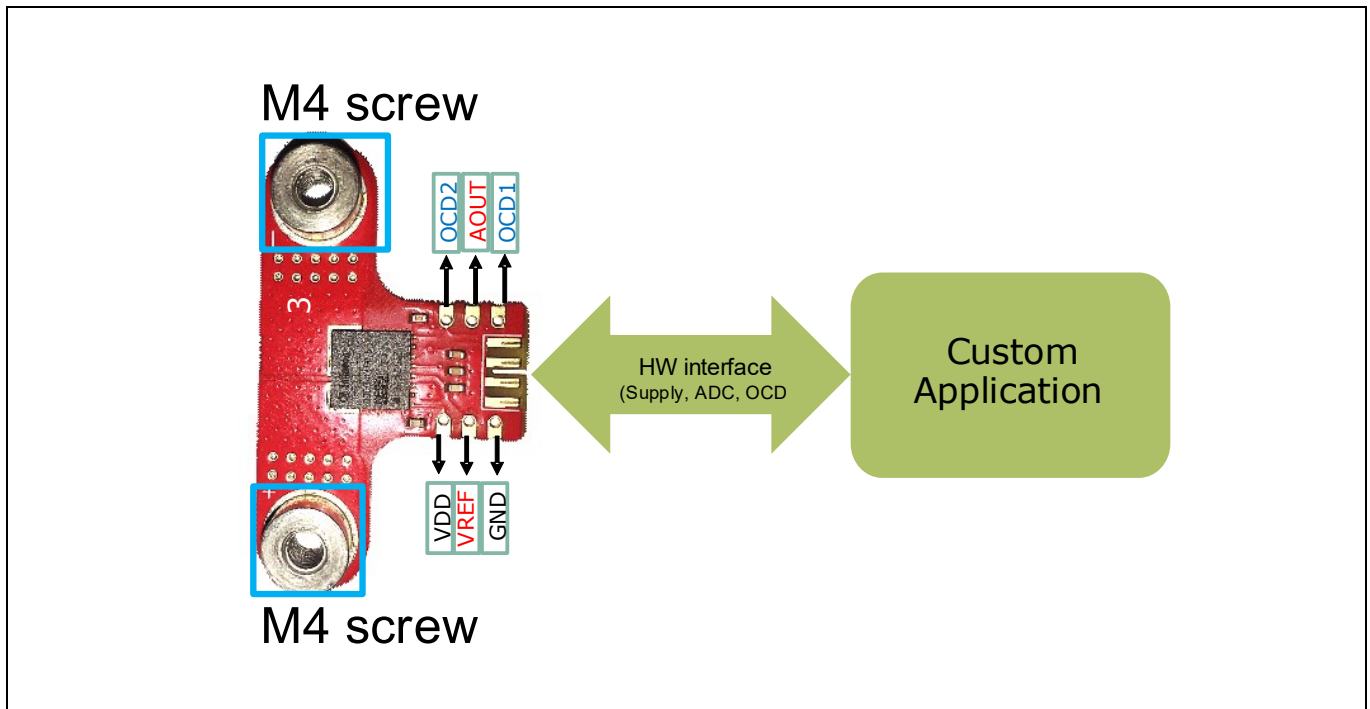 M4 screw
OCD2
AOUT
OCD1
-
3
+
HW interface
(Supply, ADC, OCD
Custom
Application
VDD
VREF
GND
M4 screw